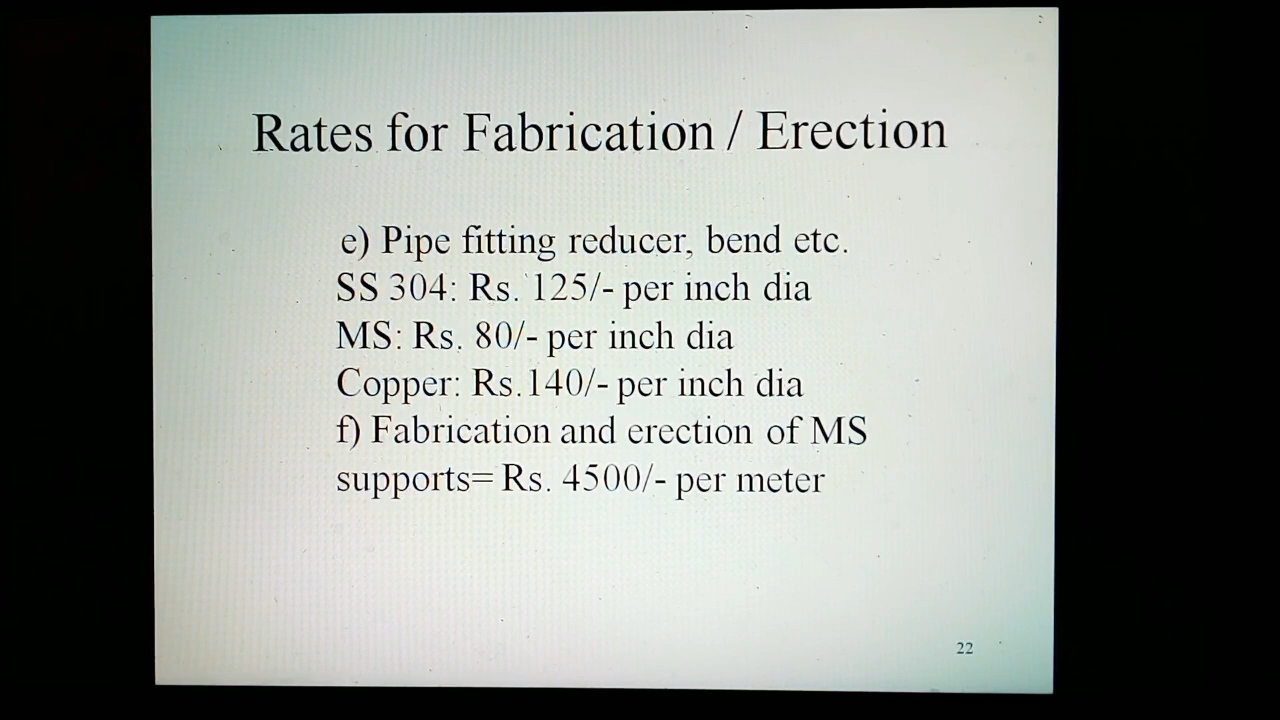 Rates for Fabrication / Erection
e) Pipe fitting reducer, bend etc.
SS 304: Rs. 125/- per inch dia
MS: Rs. 80/- per inch dia
Copper: Rs.140/- per inch dia
f) Fabrication and erection of MS
supports= Rs. 4500/- per meter
22